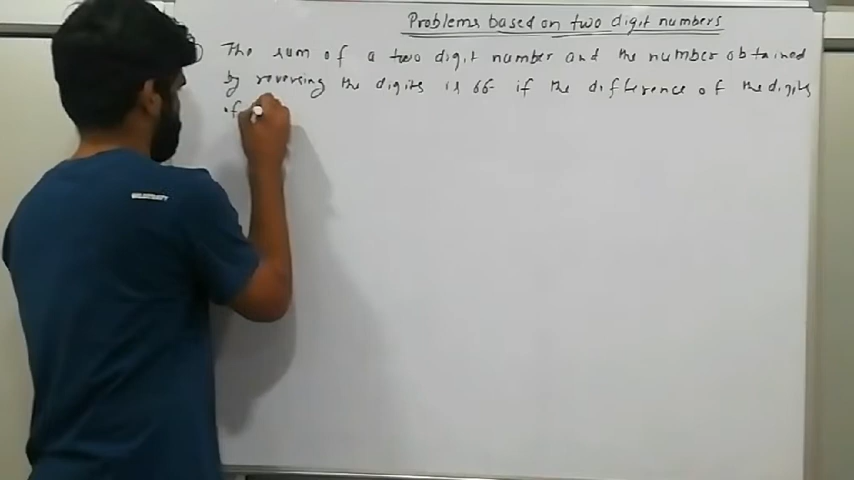 Problems based on two digit numbers
The sum of a two digit number and the number obtained
by reversing the digits is 66 if the difference of the digits
of